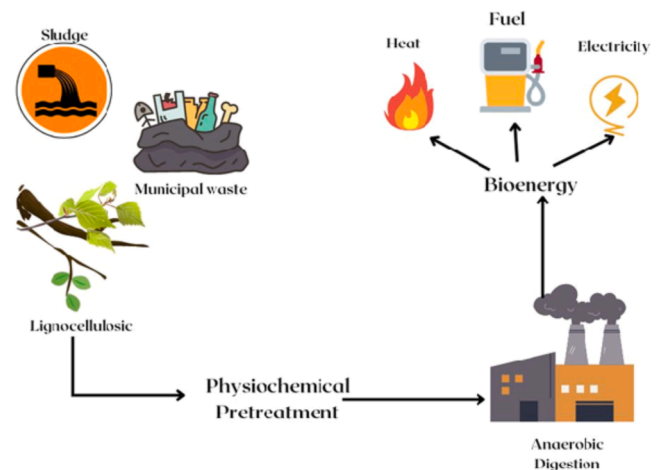 Sludge
Municipal waste
Lignocellulosic
Physiochemical
Pretreatment
Anaerobic
Digestion
Bioenergy
Heat
Fuel
Electricity